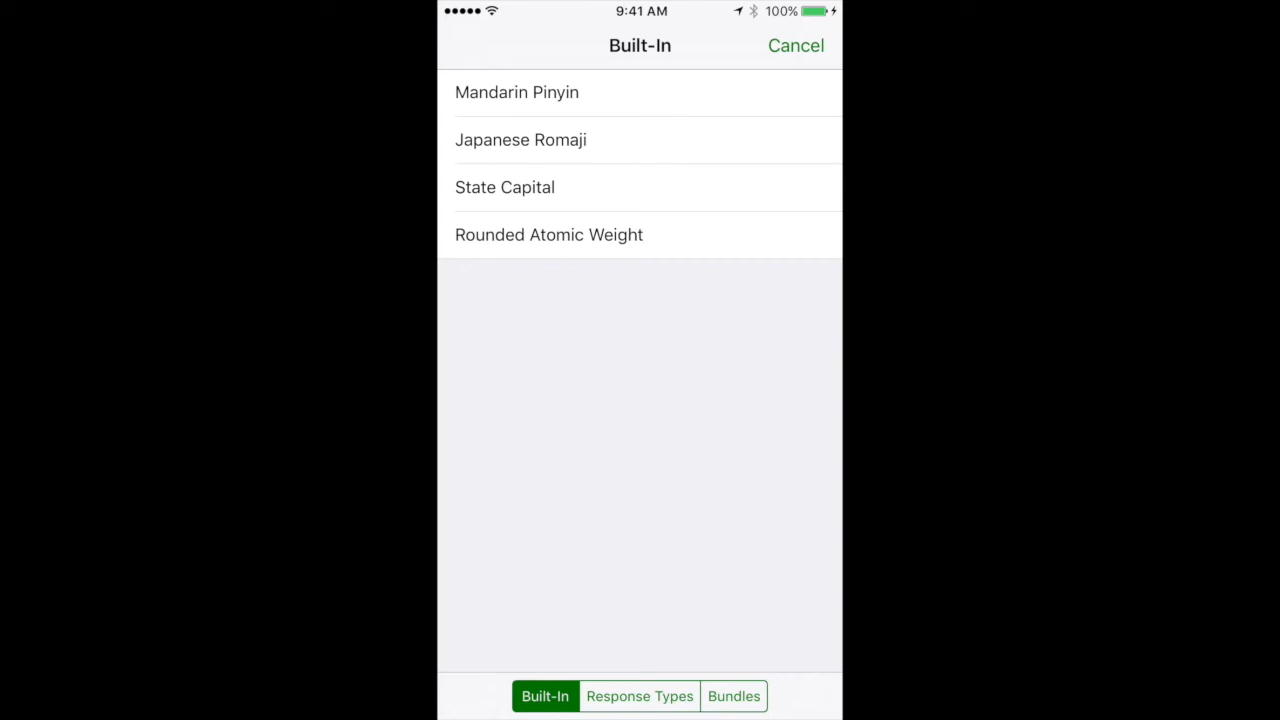 9:41 AM 100%
Built-In Cancel
Mandarin Pinyin
Japanese Romaji
State Capital
Rounded Atomic Weight
Built-In Response Types Bundles